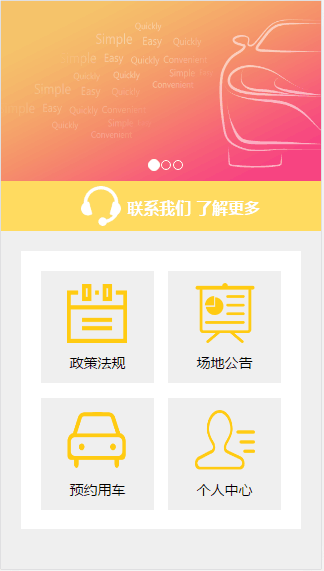 Quickly
Simple Easy Quickly
Simple Easy Quickly Convenient
Quickly Quickly Simple
Simple Easy Quickly Convenient
Simple Easy Quickly Convenient
Quickly Simple
Convenient
联系我们 了解更多
政策法规
场地公告
预约用车
个人中心